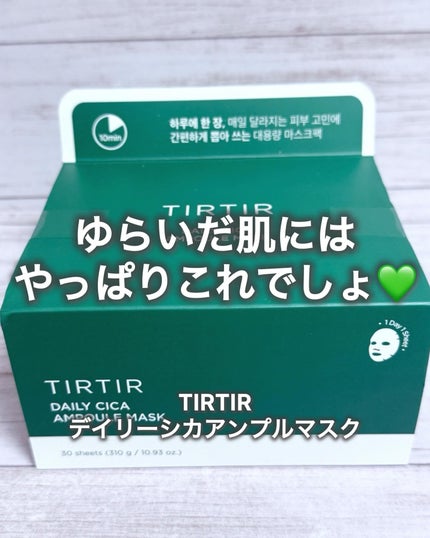 10min
하루에 한 장, 매일 달라지는 피부 고민에
간편하게 뽑아 쓰는 대용량 마스크팩
TIRTIR
ゆらいだ肌には
やっぱりこれでしょ💚
1 Day 1 Sheet
TIRTIR
DAILY CICA
AMPOULE MASK
TIRTIR
デイリーシカアンプルマスク
30 sheets (310 g / 10.93 oz.)